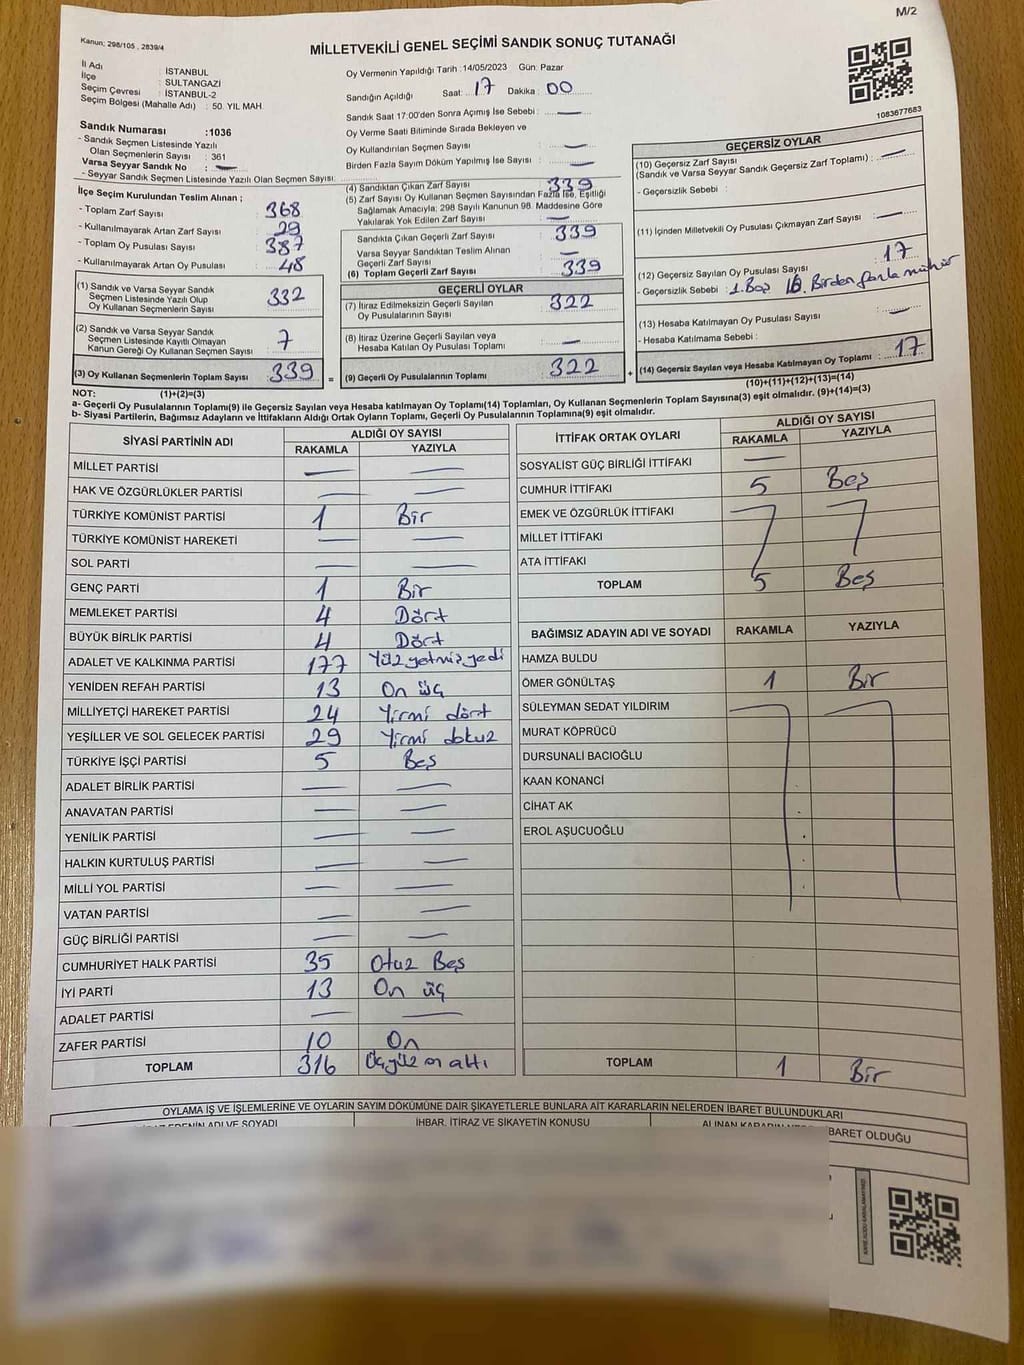 M/2
Kanun: 298/105 , 2839/4
MİLLETVEKİLİ GENEL SEÇİMİ SANDIK SONUÇ TUTANAĞI
İl Adı : İSTANBUL
İlçe : SULTANGAZİ
Seçim Çevresi : İSTANBUL-2
Seçim Bölgesi (Mahalle Adı) : 50. YIL MAH.
Sandık Numarası :1036
- Sandık Seçmen Listesinde Yazılı
Olan Seçmenlerin Sayısı : 361
Varsa Seyyar Sandık No : —
- Seyyar Sandık Listesinde Yazılı Olan Seçmen Sayısı:
Oy Vermenin Yapıldığı Tarih :14/05/2023 Gün: Pazar
Sandığın Açıldığı Saat: 17 Dakika : 00
Sandık Saat 17:00'den Sonra Açımış İse Sebebi : —
Oy Verme Saati Bitiminde Sırada Bekleyen ve
Oy Kullandırılan Seçmen Sayısı : —
Birden Fazla Sayım Döküm Yapılmış İse Sayısı : —
1083677683
İlçe Seçim Kurulundan Teslim Alınan ;
- Toplam Zarf Sayısı : 368
- Kullanılmayarak Artan Zarf Sayısı : 29
- Toplam Oy Pusulası Sayısı : 387
- Kullanılmayarak Artan Oy Pusulası : 48
(1) Sandık ve Varsa Seyyar Sandık
Seçmen Listesinde Yazılı Olup
Oy Kullanan Seçmenlerin Sayısı : 332
(2) Sandık ve Varsa Seyyar Sandık
Seçmen Listesinde Kayıtlı Olmayan
Kanun Gereği Oy Kullanan Seçmen Sayısı : 7
(3) Oy Kullanan Seçmenlerin Toplam Sayısı : 339 =
(1)+(2)=(3)
(4) Sandıktan Çıkan Zarf Sayısı : 339
(5) Zarf Sayısı Oy Kullanan Seçmen Sayısından Fazla İse, Eşitliği
Sağlamak Amacıyla; 298 Sayılı Kanunun 98. Maddesine Göre
Yakılarak Yok Edilen Zarf Sayısı : —
Sandıkta Çıkan Geçerli Zarf Sayısı : 339
Varsa Seyyar Sandıktan Teslim Alınan
Geçerli Zarf Sayısı : —
(6) Toplam Geçerli Zarf Sayısı : 339
GEÇERLİ OYLAR
(7) İtiraz Edilmeksizin Geçerli Sayılan
Oy Pusulalarının Sayısı : 322
(8) İtiraz Üzerine Geçerli Sayılan veya
Hesaba Katılan Oy Pusulası Toplamı : —
(9) Geçerli Oy Pusulalarının Toplamı : 322 +
GEÇERSİZ OYLAR
(10) Geçersiz Zarf Sayısı
(Sandık ve Varsa Seyyar Sandık Geçersiz Zarf Toplamı) : —
- Geçersizlik Sebebi :
(11) İçinden Milletvekili Oy Pusulası Çıkmayan Zarf Sayısı : —
(12) Geçersiz Sayılan Oy Pusulası Sayısı : 17
- Geçersizlik Sebebi : 1. Boş 16. Birden fazla mühür
(13) Hesaba Katılmayan Oy Pusulası Sayısı : —
- Hesaba Katılmama Sebebi :
(14) Geçersiz Sayılan veya Hesaba Katılmayan Oy Toplamı : 17
(10)+(11)+(12)+(13)=(14)
NOT:
a- Geçerli Oy Pusulalarının Toplamı(9) ile Geçersiz Sayılan veya Hesaba katılmayan Oy Toplamı(14) Toplamları, Oy Kullanan Seçmenlerin Toplam Sayısına(3) eşit olmalıdır. (9)+(14)=(3)
b- Siyasi Partilerin, Bağımsız Adayların ve İttifakların Aldığı Ortak Oyların Toplamı, Geçerli Oy Pusulalarının Toplamına(9) eşit olmalıdır.
SİYASİ PARTİNİN ADI ALDIĞI OY SAYISI
RAKAMLA YAZIYLA
MİLLET PARTİSİ — —
HAK VE ÖZGÜRLÜKLER PARTİSİ — —
TÜRKİYE KOMÜNİST PARTİSİ 1 Bir
TÜRKİYE KOMÜNİST HAREKETİ — —
SOL PARTİ — —
GENÇ PARTİ 1 Bir
MEMLEKET PARTİSİ 4 Dört
BÜYÜK BİRLİK PARTİSİ 4 Dört
ADALET VE KALKINMA PARTİSİ 177 Yüz yetmiş yedi
YENİDEN REFAH PARTİSİ 13 On üç
MİLLİYETÇİ HAREKET PARTİSİ 24 Yirmi dört
YEŞİLLER VE SOL GELECEK PARTİSİ 29 Yirmi dokuz
TÜRKİYE İŞÇİ PARTİSİ 5 Beş
ADALET BİRLİK PARTİSİ — —
ANAVATAN PARTİSİ — —
YENİLİK PARTİSİ — —
HALKIN KURTULUŞ PARTİSİ — —
MİLLİ YOL PARTİSİ — —
VATAN PARTİSİ — —
GÜÇ BİRLİĞİ PARTİSİ — —
CUMHURİYET HALK PARTİSİ 35 Otuz Beş
İYİ PARTİ 13 On üç
ADALET PARTİSİ — —
ZAFER PARTİSİ 10 On
TOPLAM 316 Üçyüz on altı
İTTİFAK ORTAK OYLARI ALDIĞI OY SAYISI
RAKAMLA YAZIYLA
SOSYALİST GÜÇ BİRLİĞİ İTTİFAKI —
CUMHUR İTTİFAKI 5 Beş
EMEK VE ÖZGÜRLÜK İTTİFAKI
MİLLET İTTİFAKI
ATA İTTİFAKI
TOPLAM 5 Beş
BAĞIMSIZ ADAYIN ADI VE SOYADI RAKAMLA YAZIYLA
HAMZA BULDU
ÖMER GÖNÜLTAŞ 1 Bir
SÜLEYMAN SEDAT YILDIRIM
MURAT KÖPRÜCÜ
DURSUNALİ BACIOĞLU
KAAN KONANCİ
CİHAT AK
EROL AŞUCUOĞLU
TOPLAM 1 Bir
OYLAMA İŞ VE İŞLEMLERİNE VE OYLARIN SAYIM DÖKÜMÜNE DAİR ŞİKAYETLERLE BUNLARA AİT KARARLARIN NELERDEN İBARET BULUNDUKLARI
ADI VE SOYADI İHBAR, İTİRAZ VE ŞİKAYETİN KONUSU ALINAN BARET OLDUĞU